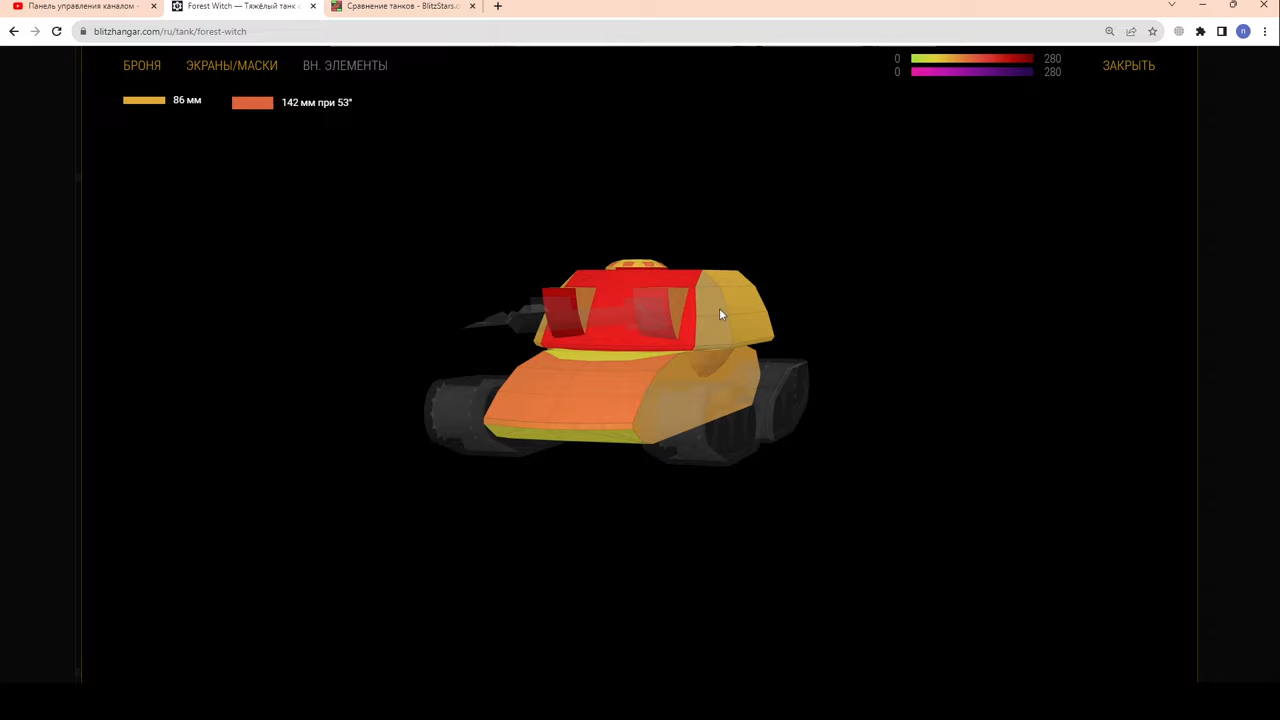 Панель управления каналом -
Forest Witch — Тяжёлый танк с
Сравнение танков - BlitzStars.c
blitzhangar.com/ru/tank/forest-witch
n
БРОНЯ
ЭКРАНЫ/МАСКИ
ВН. ЭЛЕМЕНТЫ
0 280
0 280
ЗАКРЫТЬ
86 мм
142 мм при 53°